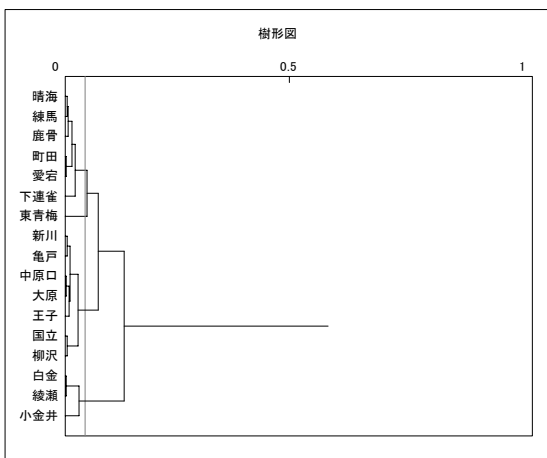 樹形図
0 0.5 1
晴海
練馬
鹿骨
町田
愛宕
下連雀
東青梅
新川
亀戸
中原口
大原
王子
国立
柳沢
白金
綾瀬
小金井